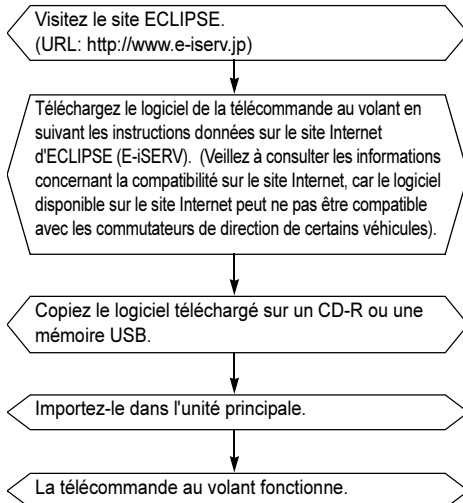 Visitez le site ECLIPSE.
(URL: http://www.e-iserv.jp)
Téléchargez le logiciel de la télécommande au volant en
suivant les instructions données sur le site Internet
d'ECLIPSE (E-iSERV). (Veillez à consulter les informations
concernant la compatibilité sur le site Internet, car le logiciel
disponible sur le site Internet peut ne pas être compatible
avec les commutateurs de direction de certains véhicules).
Copiez le logiciel téléchargé sur un CD-R ou une
mémoire USB.
Importez-le dans l'unité principale.
La télécommande au volant fonctionne.